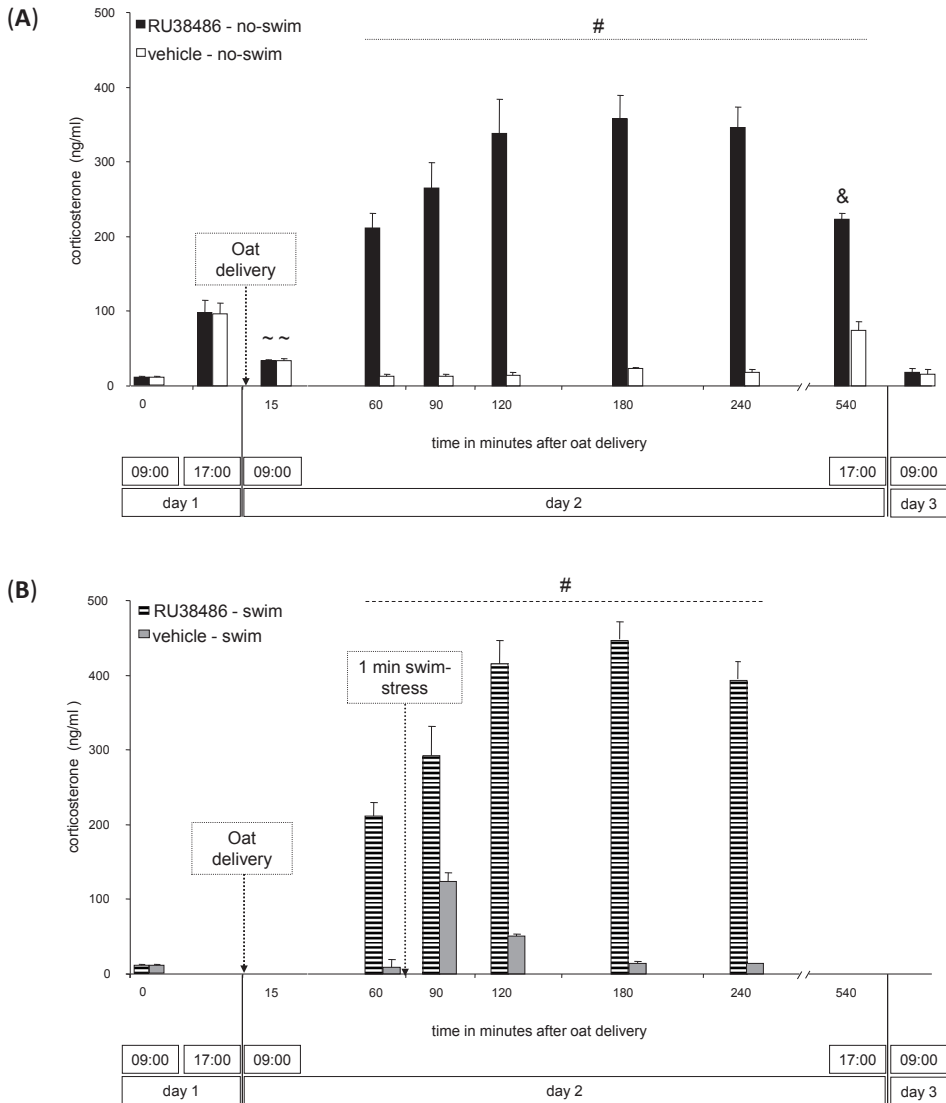 (A)
500
400
300
200
100
0
corticosterone (ng/ml)
RU38486 - no-swim
vehicle - no-swim
#
Oat
delivery
~ ~
&
0 15 60 90 120 180 240 540
time in minutes after oat delivery
09:00 17:00 09:00 17:00 09:00
day 1 day 2 day 3
(B)
500
400
300
200
100
0
corticosterone (ng/ml )
RU38486 - swim
vehicle - swim
#
1 min swim-
stress
Oat
delivery
0 15 60 90 120 180 240 540
time in minutes after oat delivery
09:00 17:00 09:00 17:00 09:00
day 1 day 2 day 3